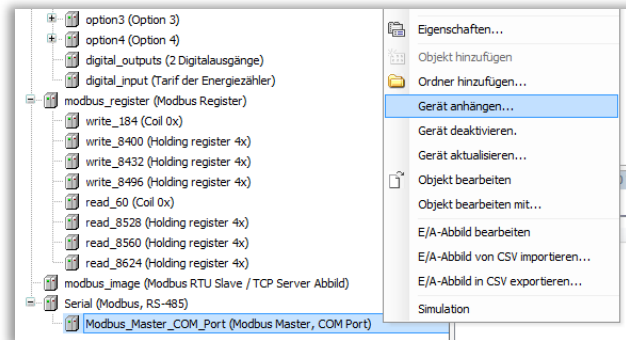 option3 (Option 3)
option4 (Option 4)
digital_outputs (2 Digitalausgänge)
digital_input (Tarif der Energiezähler)
modbus_register (Modbus Register)
write_184 (Coil 0x)
write_8400 (Holding register 4x)
write_8432 (Holding register 4x)
write_8496 (Holding register 4x)
read_60 (Coil 0x)
read_8528 (Holding register 4x)
read_8560 (Holding register 4x)
read_8624 (Holding register 4x)
modbus_image (Modbus RTU Slave / TCP Server Abbild)
Serial (Modbus, RS-485)
Modbus_Master_COM_Port (Modbus Master, COM Port)
Eigenschaften...
Objekt hinzufügen
Ordner hinzufügen...
Gerät anhängen...
Gerät deaktivieren.
Gerät aktualisieren...
Objekt bearbeiten
Objekt bearbeiten mit...
E/A-Abbild bearbeiten
E/A-Abbild von CSV importieren...
E/A-Abbild in CSV exportieren...
Simulation